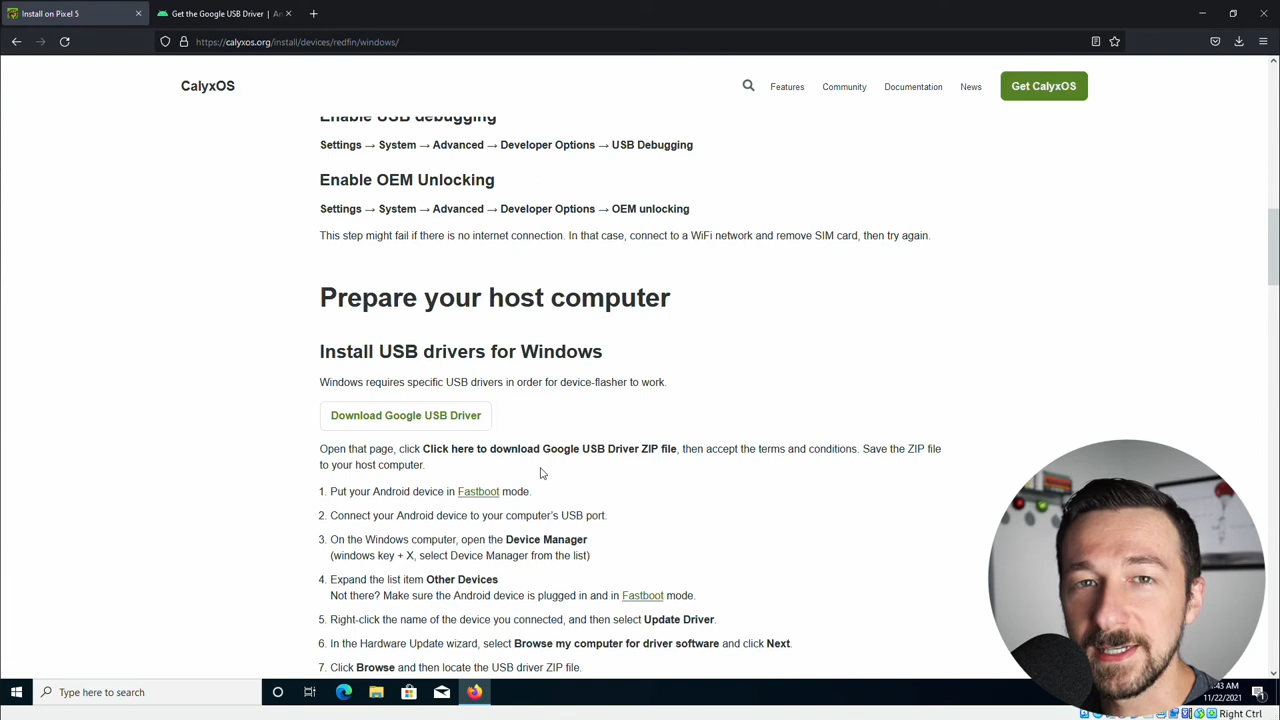 Install on Pixel 5
Get the Google USB Driver | An
https://calyxos.org/install/devices/redfin/windows/
CalyxOS
Features
Community
Documentation
News
Get CalyxOS
Enable USB debugging
Settings → System → Advanced → Developer Options → USB Debugging
Enable OEM Unlocking
Settings → System → Advanced → Developer Options → OEM unlocking
This step might fail if there is no internet connection. In that case, connect to a WiFi network and remove SIM card, then try again.
Prepare your host computer
Install USB drivers for Windows
Windows requires specific USB drivers in order for device-flasher to work.
Download Google USB Driver
Open that page, click Click here to download Google USB Driver ZIP file, then accept the terms and conditions. Save the ZIP file
to your host computer.
1. Put your Android device in Fastboot mode.
2. Connect your Android device to your computer's USB port.
3. On the Windows computer, open the Device Manager
(windows key + X, select Device Manager from the list)
4. Expand the list item Other Devices
Not there? Make sure the Android device is plugged in and in Fastboot mode.
5. Right-click the name of the device you connected, and then select Update Driver.
6. In the Hardware Update wizard, select Browse my computer for driver software and click Next.
7. Click Browse and then locate the USB driver ZIP file.
Type here to search
:43 AM
11/22/2021
Right Ctrl